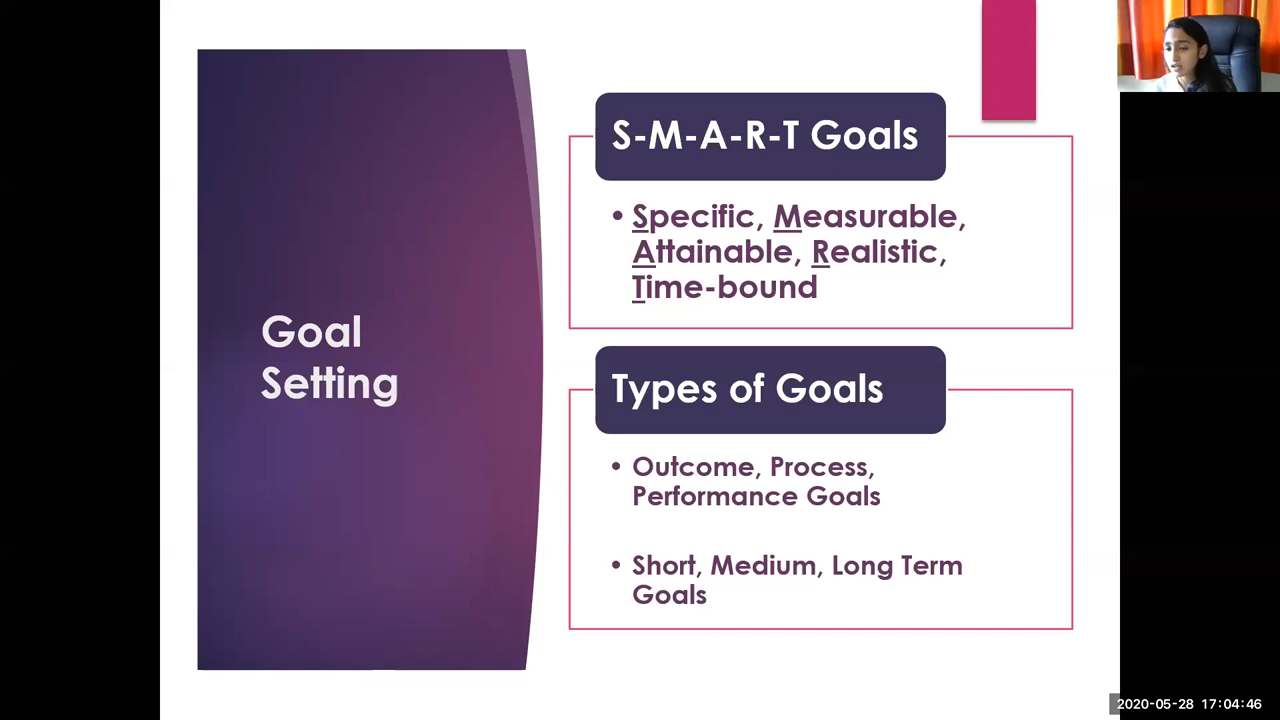 Goal
Setting
S-M-A-R-T Goals
• Specific, Measurable,
Attainable, Realistic,
Time-bound
Types of Goals
• Outcome, Process,
Performance Goals
• Short, Medium, Long Term
Goals
2020-05-28 17:04:46